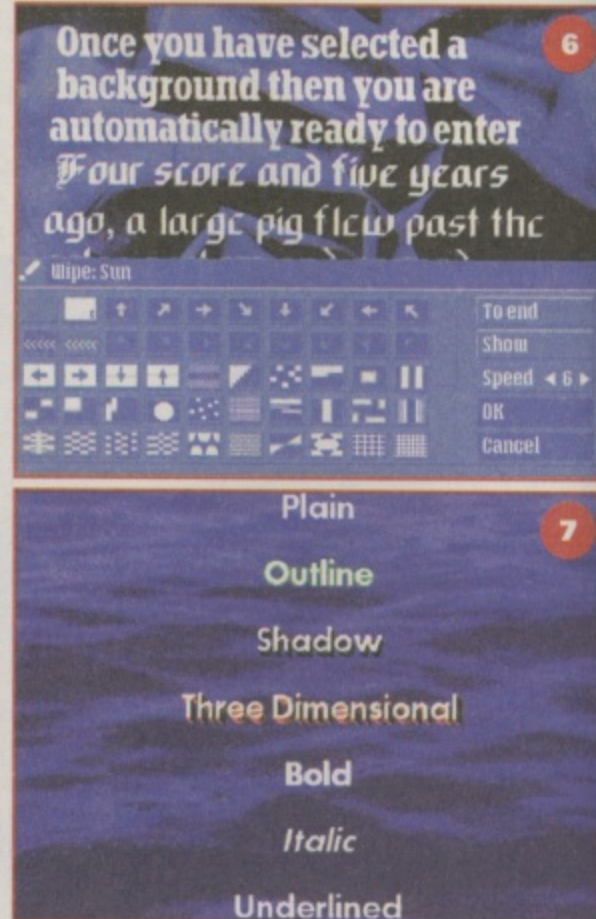 6
Once you have selected a
background then you are
automatically ready to enter
Four score and five years
ago, a large pig flew past the
Wipe: Sun
To end
Show
Speed 6
OK
Cancel
7
Plain
Outline
Shadow
Three Dimensional
Bold
Italic
Underlined